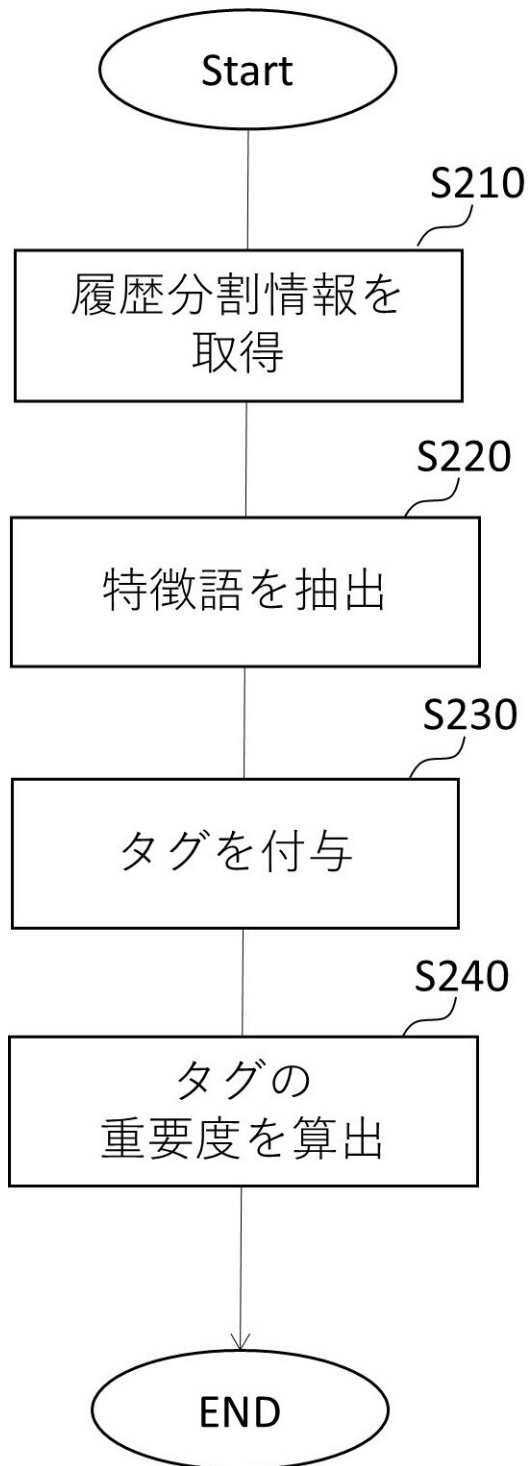 Start
S210
履歴分割情報を
取得
S220
特徴語を抽出
S230
タグを付与
S240
タグの
重要度を算出
END